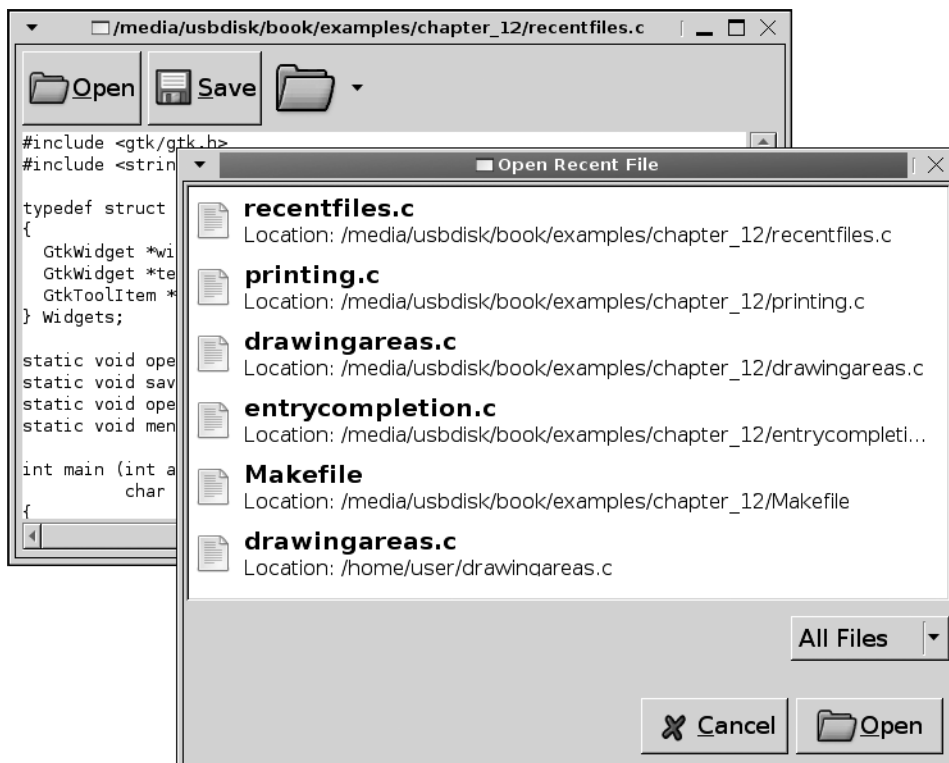 /media/usbdisk/book/examples/chapter_12/recentfiles.c
Open
Save
#include <gtk/gtk.h>
#include <strin
typedef struct
{
GtkWidget *wi
GtkWidget *te
GtkToolItem *
} Widgets;
static void ope
static void sav
static void ope
static void men
int main (int a
char
{
Open Recent File
recentfiles.c
Location: /media/usbdisk/book/examples/chapter_12/recentfiles.c
printing.c
Location: /media/usbdisk/book/examples/chapter_12/printing.c
drawingareas.c
Location: /media/usbdisk/book/examples/chapter_12/drawingareas.c
entrycompletion.c
Location: /media/usbdisk/book/examples/chapter_12/entrycompleti...
Makefile
Location: /media/usbdisk/book/examples/chapter_12/Makefile
drawingareas.c
Location: /home/user/drawingareas.c
All Files
Cancel
Open